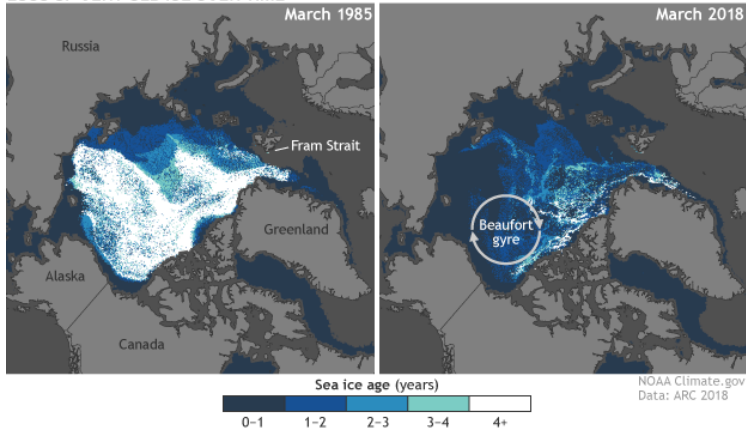 March 1985
March 2018
Russia
Fram Strait
Beaufort
gyre
Greenland
Alaska
Canada
Sea ice age (years)
0–1 1–2 2–3 3–4 4+
NOAA Climate.gov
Data: ARC 2018